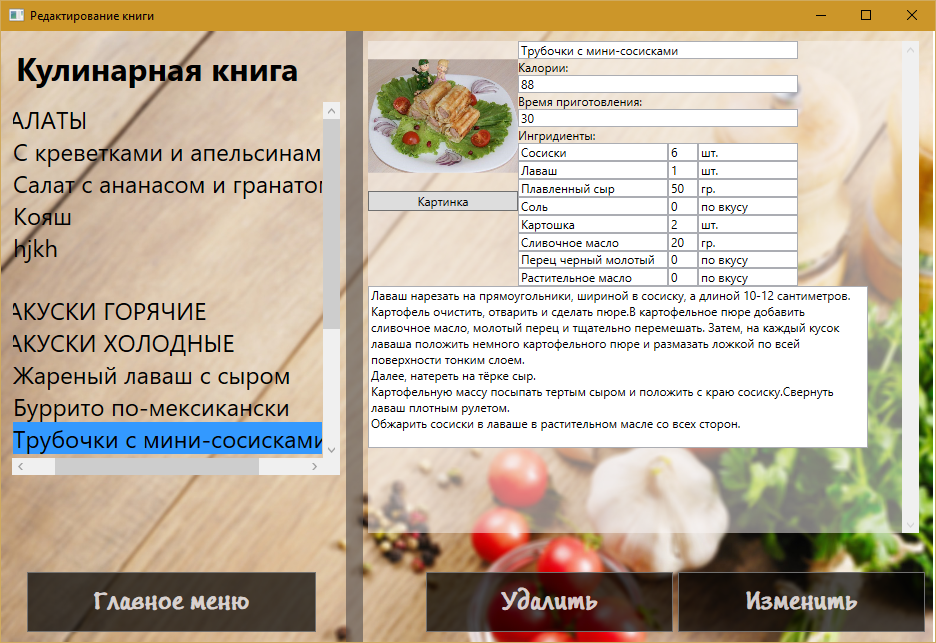 Редактирование книги
Кулинарная книга
АЛАТЫ
С креветками и апельсинам
Салат с ананасом и гранатом
Кояш
hjkh
АКУСКИ ГОРЯЧИЕ
АКУСКИ ХОЛОДНЫЕ
Жареный лаваш с сыром
Буррито по-мексикански
Трубочки с мини-сосисками
Главное меню
Картинка
Трубочки с мини-сосисками
Калории:
88
Время приготовления:
30
Ингридиенты:
Сосиски 6 шт.
Лаваш 1 шт.
Плавленный сыр 50 гр.
Соль 0 по вкусу
Картошка 2 шт.
Сливочное масло 20 гр.
Перец черный молотый 0 по вкусу
Растительное масло 0 по вкусу
Лаваш нарезать на прямоугольники, шириной в сосиску, а длиной 10-12 сантиметров.
Картофель очистить, отварить и сделать пюре.В картофельное пюре добавить
сливочное масло, молотый перец и тщательно перемешать. Затем, на каждый кусок
лаваша положить немного картофельного пюре и размазать ложкой по всей
поверхности тонким слоем.
Далее, натереть на тёрке сыр.
Картофельную массу посыпать тертым сыром и положить с краю сосиску.Свернуть
лаваш плотным рулетом.
Обжарить сосиски в лаваше в растительном масле со всех сторон.
Удалить
Изменить